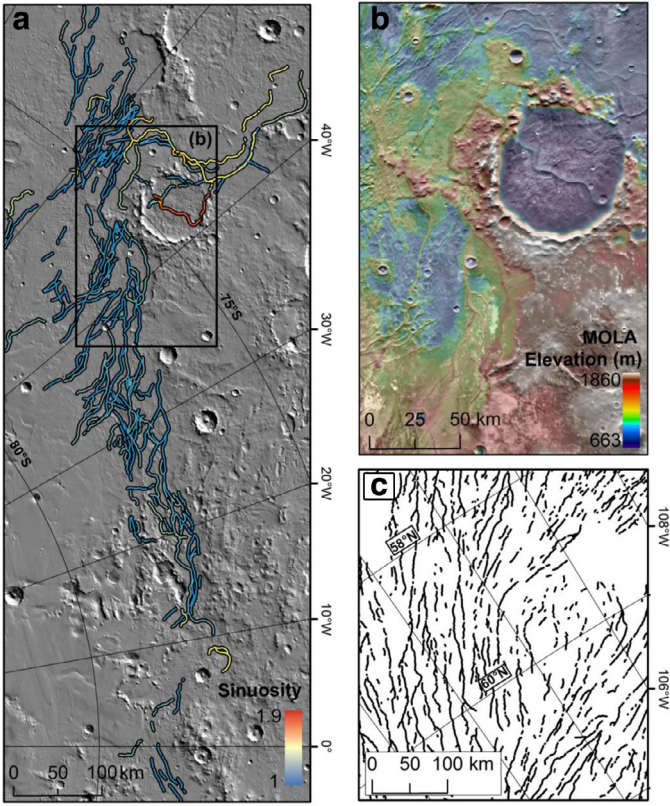 a
(b)
40°W
75°S
30°W
80°S
20°W
10°W
Sinuosity
1.9
1
0°
0 50 100 km
b
MOLA
Elevation (m)
1860
663
0 25 50 km
c
108°W
58°N
60°N
106°W
0 50 100 km